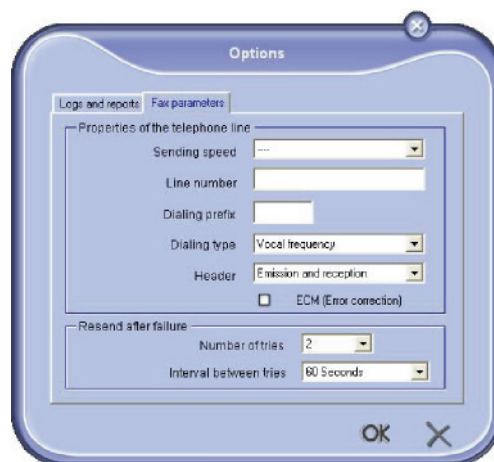 Options
Logs and reports Fax parameters
Properties of the telephone line
Sending speed ---
Line number
Dialing prefix
Dialing type Vocal frequency
Header Emission and reception
ECM (Error correction)
Resend after failure
Number of tries 2
Interval between tries 60 Seconds
OK